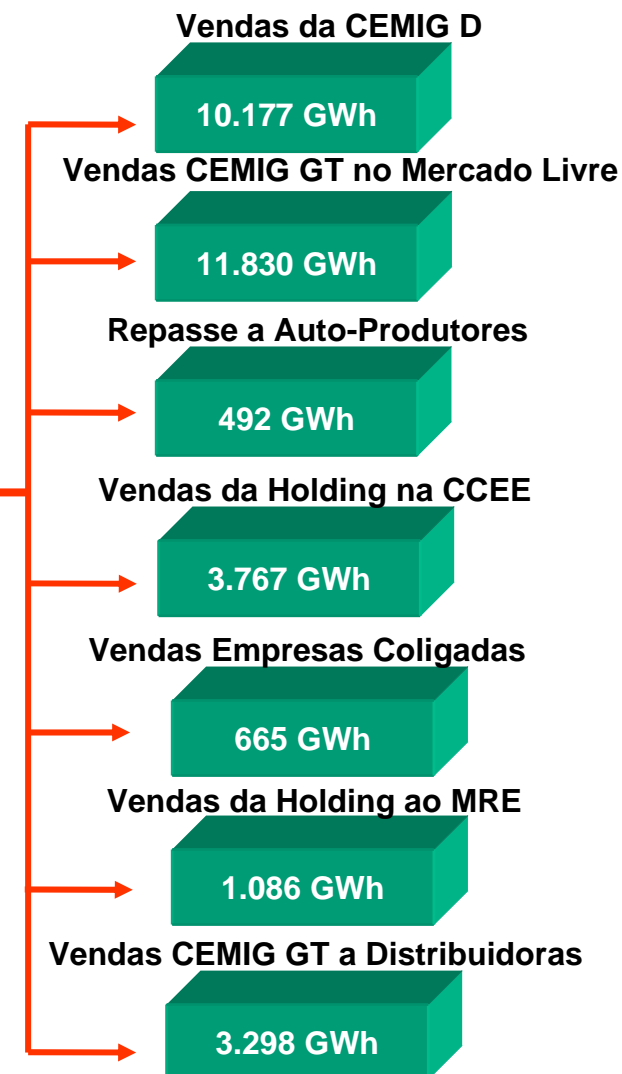 Vendas da CEMIG D
10.177 GWh
Vendas CEMIG GT no Mercado Livre
11.830 GWh
Repasse a Auto-Produtores
492 GWh
Vendas da Holding na CCEE
3.767 GWh
Vendas Empresas Coligadas
665 GWh
Vendas da Holding ao MRE
1.086 GWh
Vendas CEMIG GT a Distribuidoras
3.298 GWh